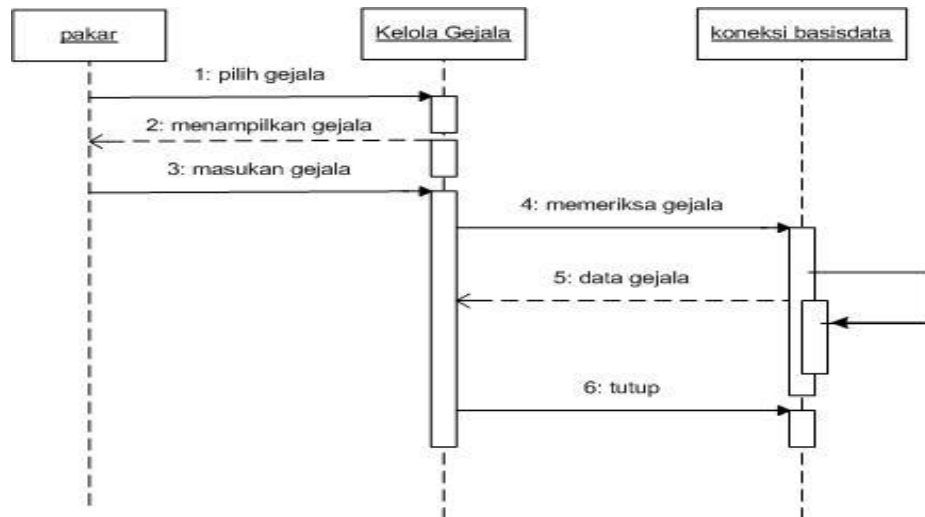 pakar
Kelola Gejala
koneksi basisdata
1: pilih gejala
2: menampilkan gejala
3: masukan gejala
4: memeriksa gejala
5: data gejala
6: tutup